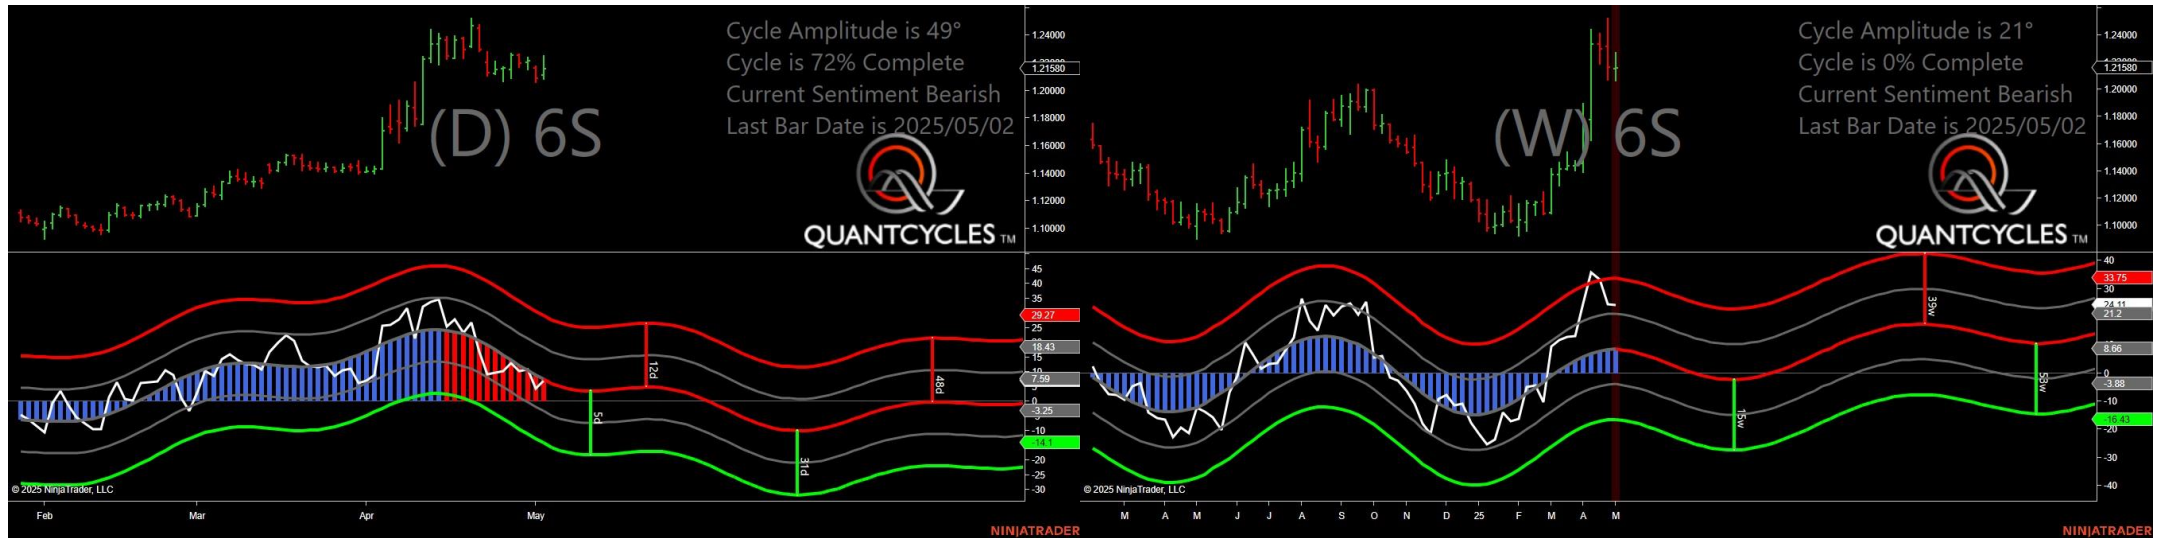 Cycle Amplitude is 49°
Cycle is 72% Complete
Current Sentiment Bearish
Last Bar Date is 2025/05/02
(D) 6S
QUANTCYCLES TM
1.24000
1.21580
1.20000
1.18000
1.16000
1.14000
1.12000
1.10000
45
40
35
29.27
25
18.43
15
7.59
0
-3.25
-10
-14.1
-20
-25
-30
12d
48d
5d
31d
© 2025 NinjaTrader, LLC
Feb Mar Apr May
NINJATRADER
Cycle Amplitude is 21°
Cycle is 0% Complete
Current Sentiment Bearish
Last Bar Date is 2025/05/02
(W) 6S
QUANTCYCLES TM
1.24000
1.21580
1.20000
1.18000
1.16000
1.14000
1.12000
1.10000
40
33.75
30
24.11
21.2
8.66
0
-3.88
-10
-16.43
-20
-30
-40
39w
53w
15w
© 2025 NinjaTrader, LLC
M A M J J A S O N D 25 F M A M
NINJATRADER